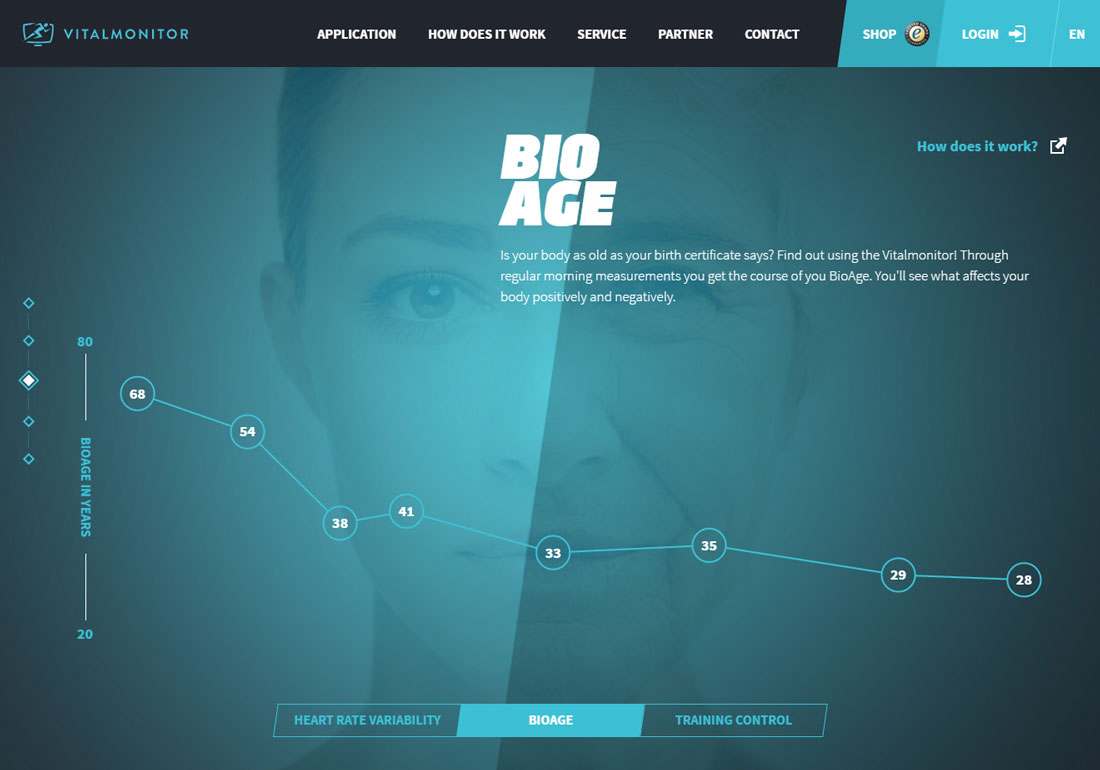 VITALMONITOR
APPLICATION
HOW DOES IT WORK
SERVICE
PARTNER
CONTACT
SHOP
LOGIN
EN
BIO
AGE
How does it work?
Is your body as old as your birth certificate says? Find out using the Vitalmonitor! Through
regular morning measurements you get the course of you BioAge. You'll see what affects your
body positively and negatively.
80
BIOAGE IN YEARS
20
68
54
38
41
33
35
29
28
HEART RATE VARIABILITY
BIOAGE
TRAINING CONTROL